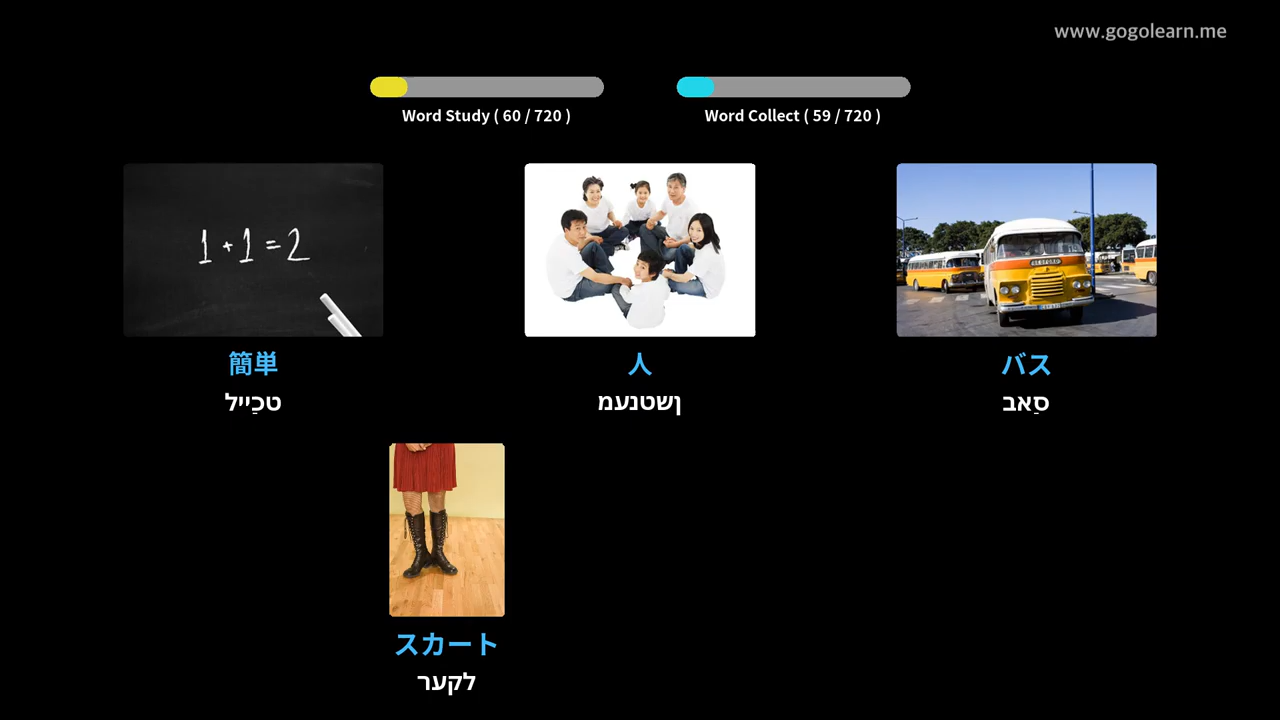 www.gogolearn.me
Word Study ( 60 / 720 )
Word Collect ( 59 / 720 )
簡単
טכַייל
人
ןשטנעמ
バス
סַאב
スカート
לקער
1 + 1 = 2